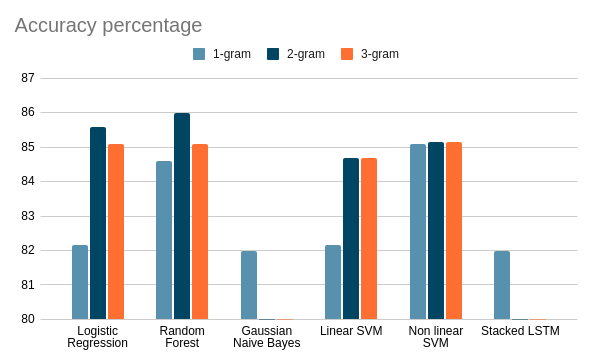 Accuracy percentage
1-gram 2-gram 3-gram
87
86
85
84
83
82
81
80
Logistic Regression
Random Forest
Gaussian Naive Bayes
Linear SVM
Non linear SVM
Stacked LSTM